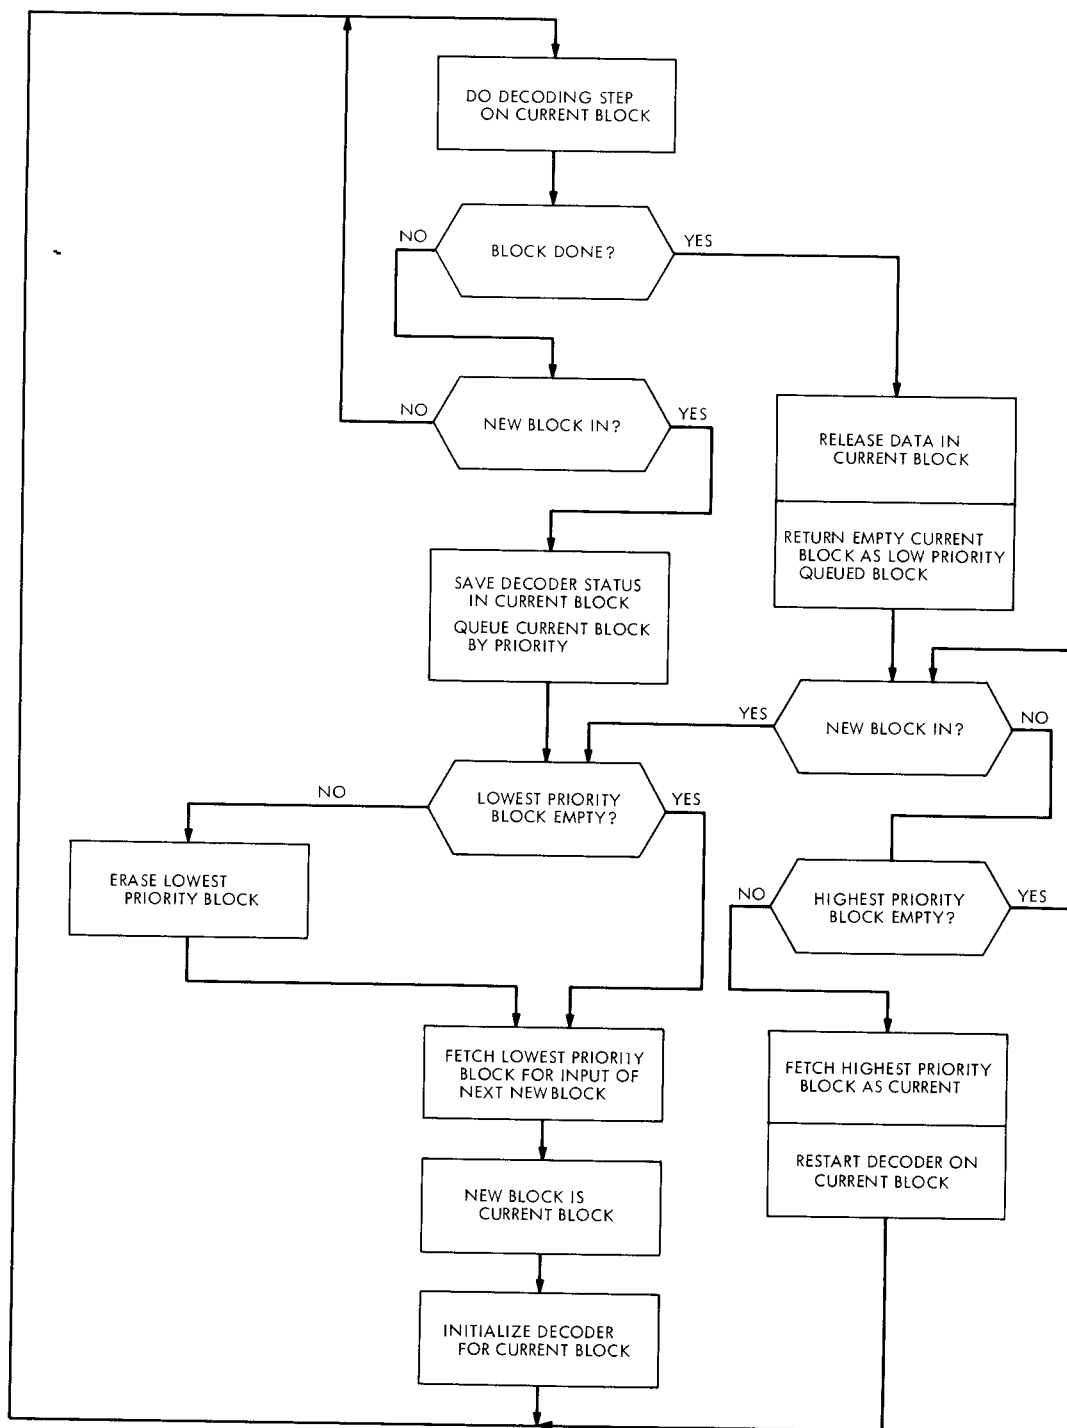 DO DECODING STEP
ON CURRENT BLOCK
NO
BLOCK DONE?
YES
NO
NEW BLOCK IN?
YES
RELEASE DATA IN
CURRENT BLOCK
RETURN EMPTY CURRENT
BLOCK AS LOW PRIORITY
QUEUED BLOCK
SAVE DECODER STATUS
IN CURRENT BLOCK
QUEUE CURRENT BLOCK
BY PRIORITY
YES
NEW BLOCK IN?
NO
NO
LOWEST PRIORITY
BLOCK EMPTY?
YES
ERASE LOWEST
PRIORITY BLOCK
NO
HIGHEST PRIORITY
BLOCK EMPTY?
YES
FETCH LOWEST PRIORITY
BLOCK FOR INPUT OF
NEXT NEW BLOCK
FETCH HIGHEST PRIORITY
BLOCK AS CURRENT
RESTART DECODER ON
CURRENT BLOCK
NEW BLOCK IS
CURRENT BLOCK
INITIALIZE DECODER
FOR CURRENT BLOCK